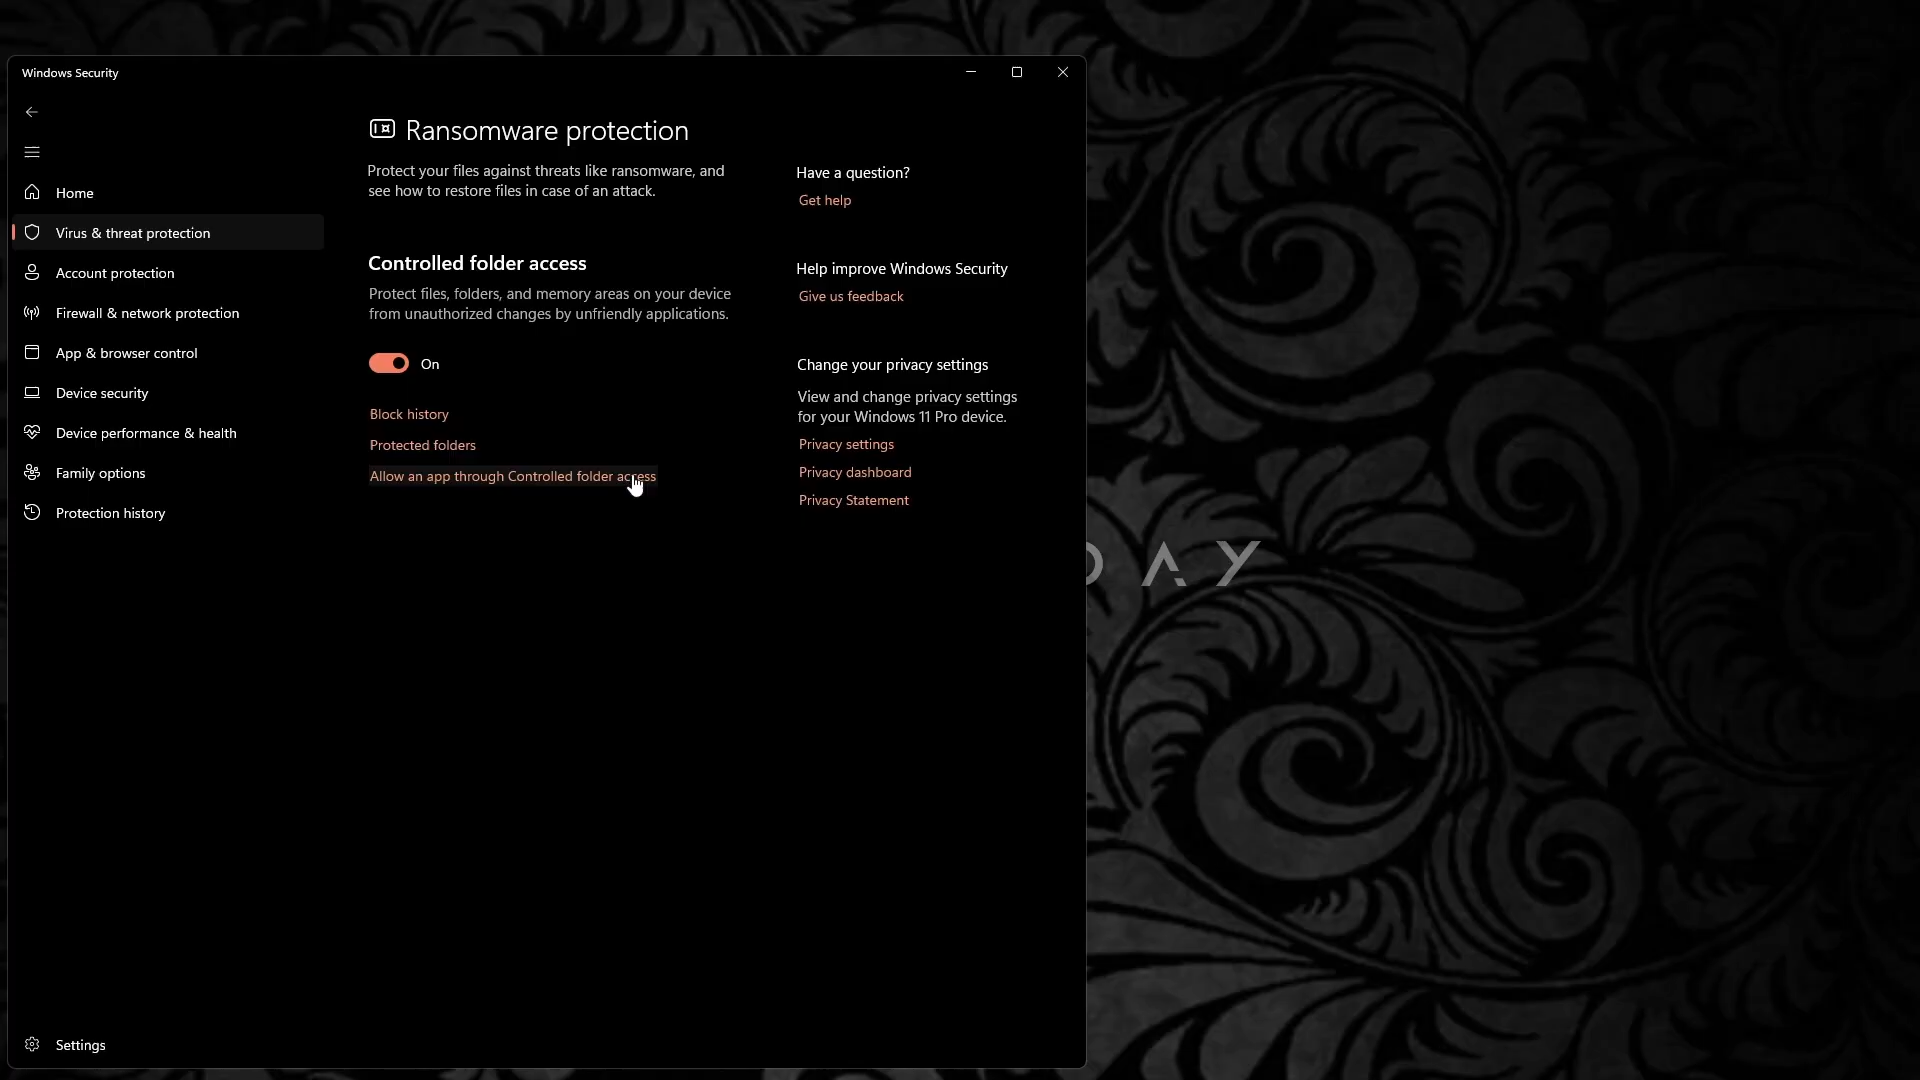 Windows Security
Home
Virus & threat protection
Account protection
Firewall & network protection
App & browser control
Device security
Device performance & health
Family options
Protection history
Settings
Ransomware protection
Protect your files against threats like ransomware, and
see how to restore files in case of an attack.
Controlled folder access
Protect files, folders, and memory areas on your device
from unauthorized changes by unfriendly applications.
On
Block history
Protected folders
Allow an app through Controlled folder access
Have a question?
Get help
Help improve Windows Security
Give us feedback
Change your privacy settings
View and change privacy settings
for your Windows 11 Pro device.
Privacy settings
Privacy dashboard
Privacy Statement
DAY